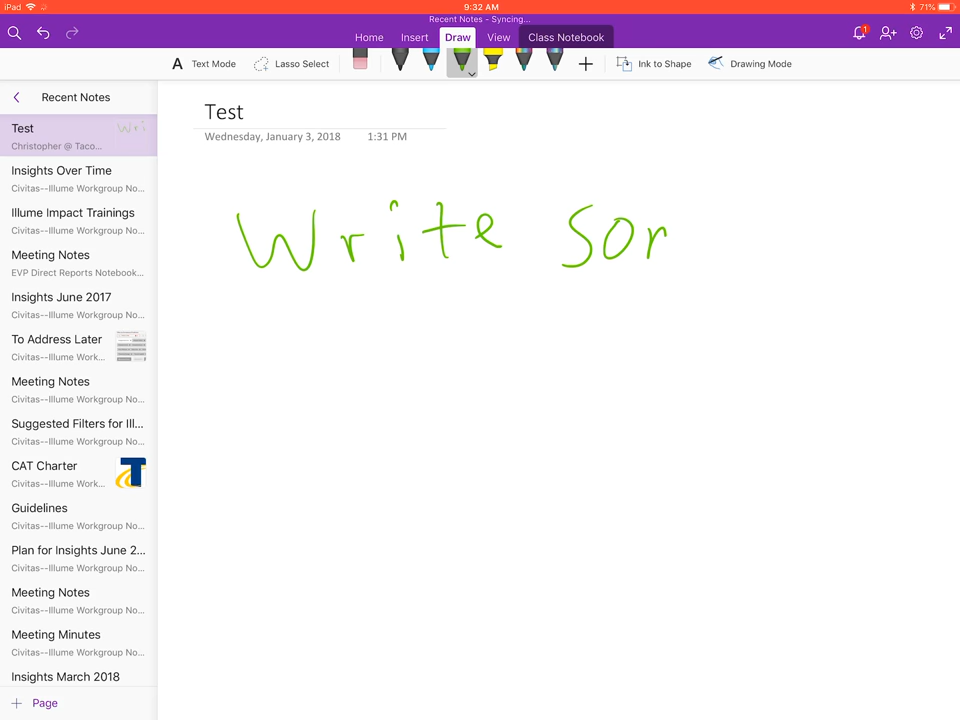 iPad 9:32 AM 71%
Recent Notes - Syncing...
Home Insert Draw View Class Notebook 1
A Text Mode Lasso Select Ink to Shape Drawing Mode
Recent Notes
Test
Christopher @ Taco...
Insights Over Time
Civitas--Illume Workgroup No...
Illume Impact Trainings
Civitas--Illume Workgroup No...
Meeting Notes
EVP Direct Reports Notebook...
Insights June 2017
Civitas--Illume Workgroup No...
To Address Later
Civitas--Illume Work...
Meeting Notes
Civitas--Illume Workgroup No...
Suggested Filters for Ill...
Civitas--Illume Workgroup No...
CAT Charter
Civitas--Illume Work...
Guidelines
Civitas--Illume Workgroup No...
Plan for Insights June 2...
Civitas--Illume Workgroup No...
Meeting Notes
Civitas--Illume Workgroup No...
Meeting Minutes
Civitas--Illume Workgroup No...
Insights March 2018
+ Page
Test
Wednesday, January 3, 2018 1:31 PM
Write sor